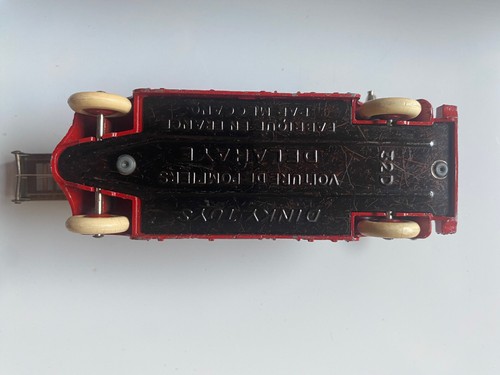 DINKY TOYS
32D
VOITURE DE POMPIERS
DELAHAYE
FABRIQUE EN FRANCE
PAR MECCANO